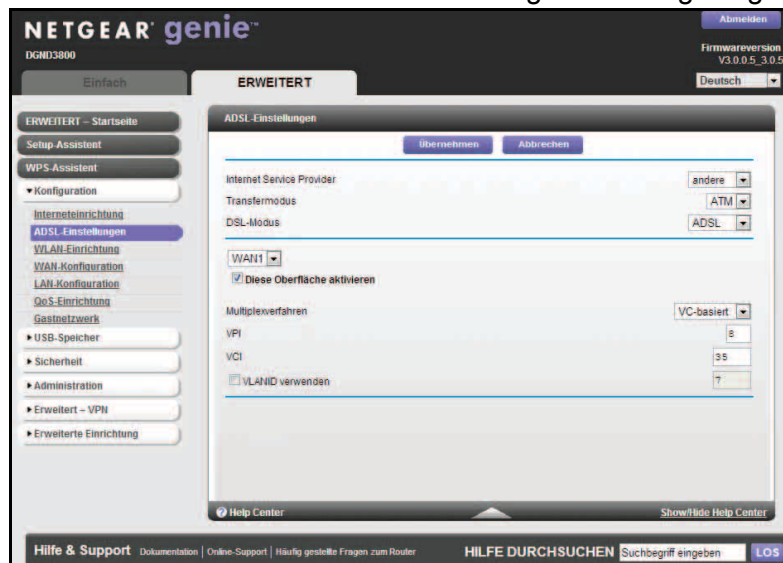 NETGEAR® genie™
DGND3800
Abmelden
Firmwareversion
V3.0.0.5_3.0.5
Einfach
ERWEITERT
Deutsch
ERWEITERT – Startseite
Setup-Assistent
WPS-Assistent
Konfiguration
Interneteinrichtung
ADSL-Einstellungen
WLAN-Einrichtung
WAN-Konfiguration
LAN-Konfiguration
QoS-Einrichtung
Gastnetzwerk
USB-Speicher
Sicherheit
Administration
Erweitert – VPN
Erweiterte Einrichtung
ADSL-Einstellungen
Übernehmen Abbrechen
Internet Service Provider andere
Transfermodus ATM
DSL-Modus ADSL
WAN1
Diese Oberfläche aktivieren
Multiplexverfahren VC-basiert
VPI 8
VCI 35
VLANID verwenden 7
Help Center Show/Hide Help Center
Hilfe & Support Dokumentation | Online-Support | Häufig gestellte Fragen zum Router HILFE DURCHSUCHEN Suchbegriff eingeben LOS